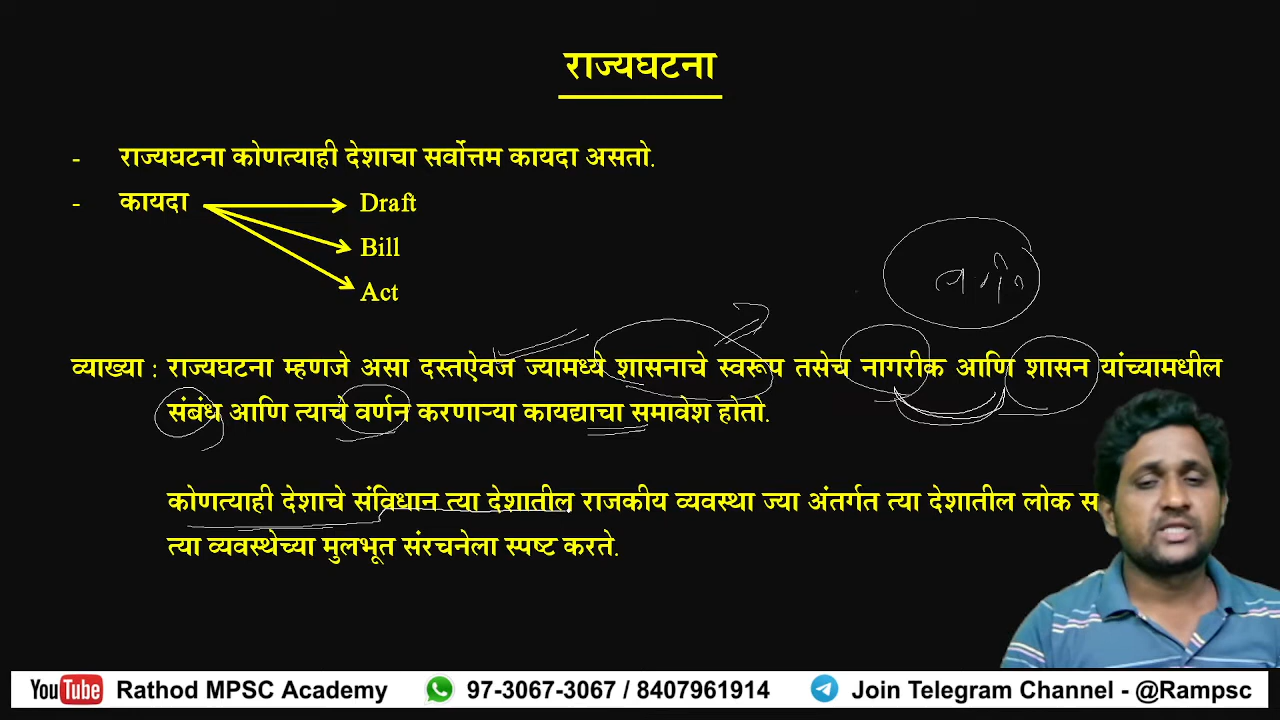 राज्यघटना
- राज्यघटना कोणत्याही देशाचा सर्वोत्तम कायदा असतो.
- कायदा Draft
Bill
Act
व्याख्या : राज्यघटना म्हणजे असा दस्तऐवज ज्यामध्ये शासनाचे स्वरूप तसेच नागरीक आणि शासन यांच्यामधील
संबंध आणि त्याचे वर्णन करणाऱ्या कायद्याचा समावेश होतो.
कोणत्याही देशाचे संविधान त्या देशातील राजकीय व्यवस्था ज्या अंतर्गत त्या देशातील लोक
त्या व्यवस्थेच्या मुलभूत संरचनेला स्पष्ट करते.
YouTube Rathod MPSC Academy 97-3067-3067 / 8407961914 Join Telegram Channel - @Rampsc